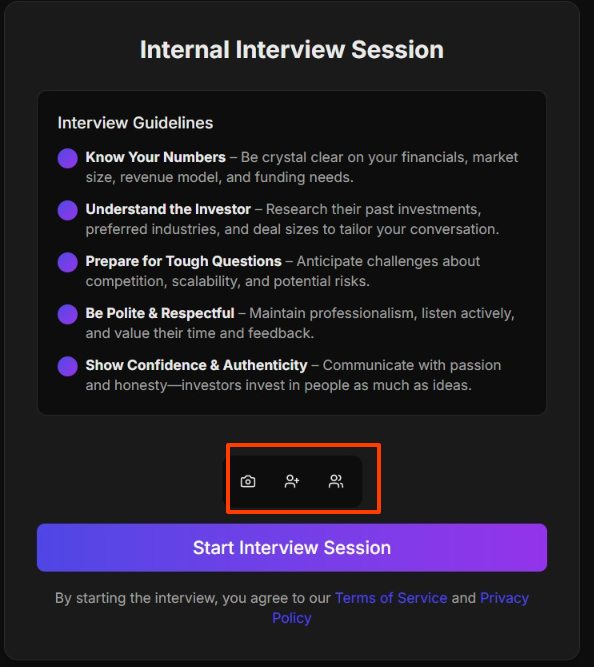 Internal Interview Session
Interview Guidelines
Know Your Numbers – Be crystal clear on your financials, market
size, revenue model, and funding needs.
Understand the Investor – Research their past investments,
preferred industries, and deal sizes to tailor your conversation.
Prepare for Tough Questions – Anticipate challenges about
competition, scalability, and potential risks.
Be Polite & Respectful – Maintain professionalism, listen actively,
and value their time and feedback.
Show Confidence & Authenticity – Communicate with passion
and honesty—investors invest in people as much as ideas.
Start Interview Session
By starting the interview, you agree to our Terms of Service and Privacy
Policy